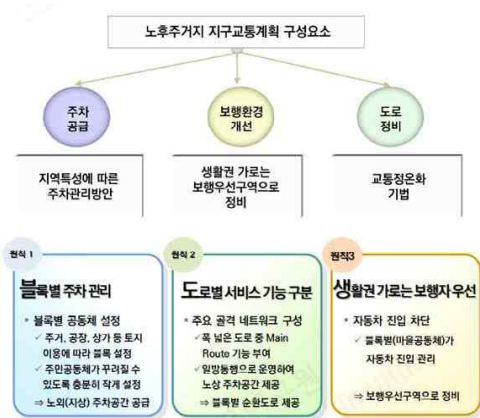 노후주거지 지구교통계획 구성요소
주차
공급
보행환경
개선
도로
정비
지역특성에 따른
주차관리방안
생활권 가로는
보행우선구역으로
정비
교통정온화
기법
원칙 1
블록별 주차 관리
• 블록별 공동체 설정
✓ 주거, 공장, 상가 등 토지
이용에 따라 블록 설정
✓ 주민공동체가 꾸려질 수
있도록 충분히 작게 설정
⇒ 노외(지상) 주차공간 공급
원칙 2
도로별 서비스 기능 구분
• 주요 골격 네트워크 구성
✓ 폭 넓은 도로 중 Main
Route 기능 부여
✓ 일방통행으로 운영하여
노상 주차공간 제공
⇒ 블록별 순환도로 제공
원칙3
생활권 가로는 보행자 우선
• 자동차 진입 차단
✓ 블록별(마을공동체)가
자동차 진입 관리
⇒ 보행우선구역으로 정비